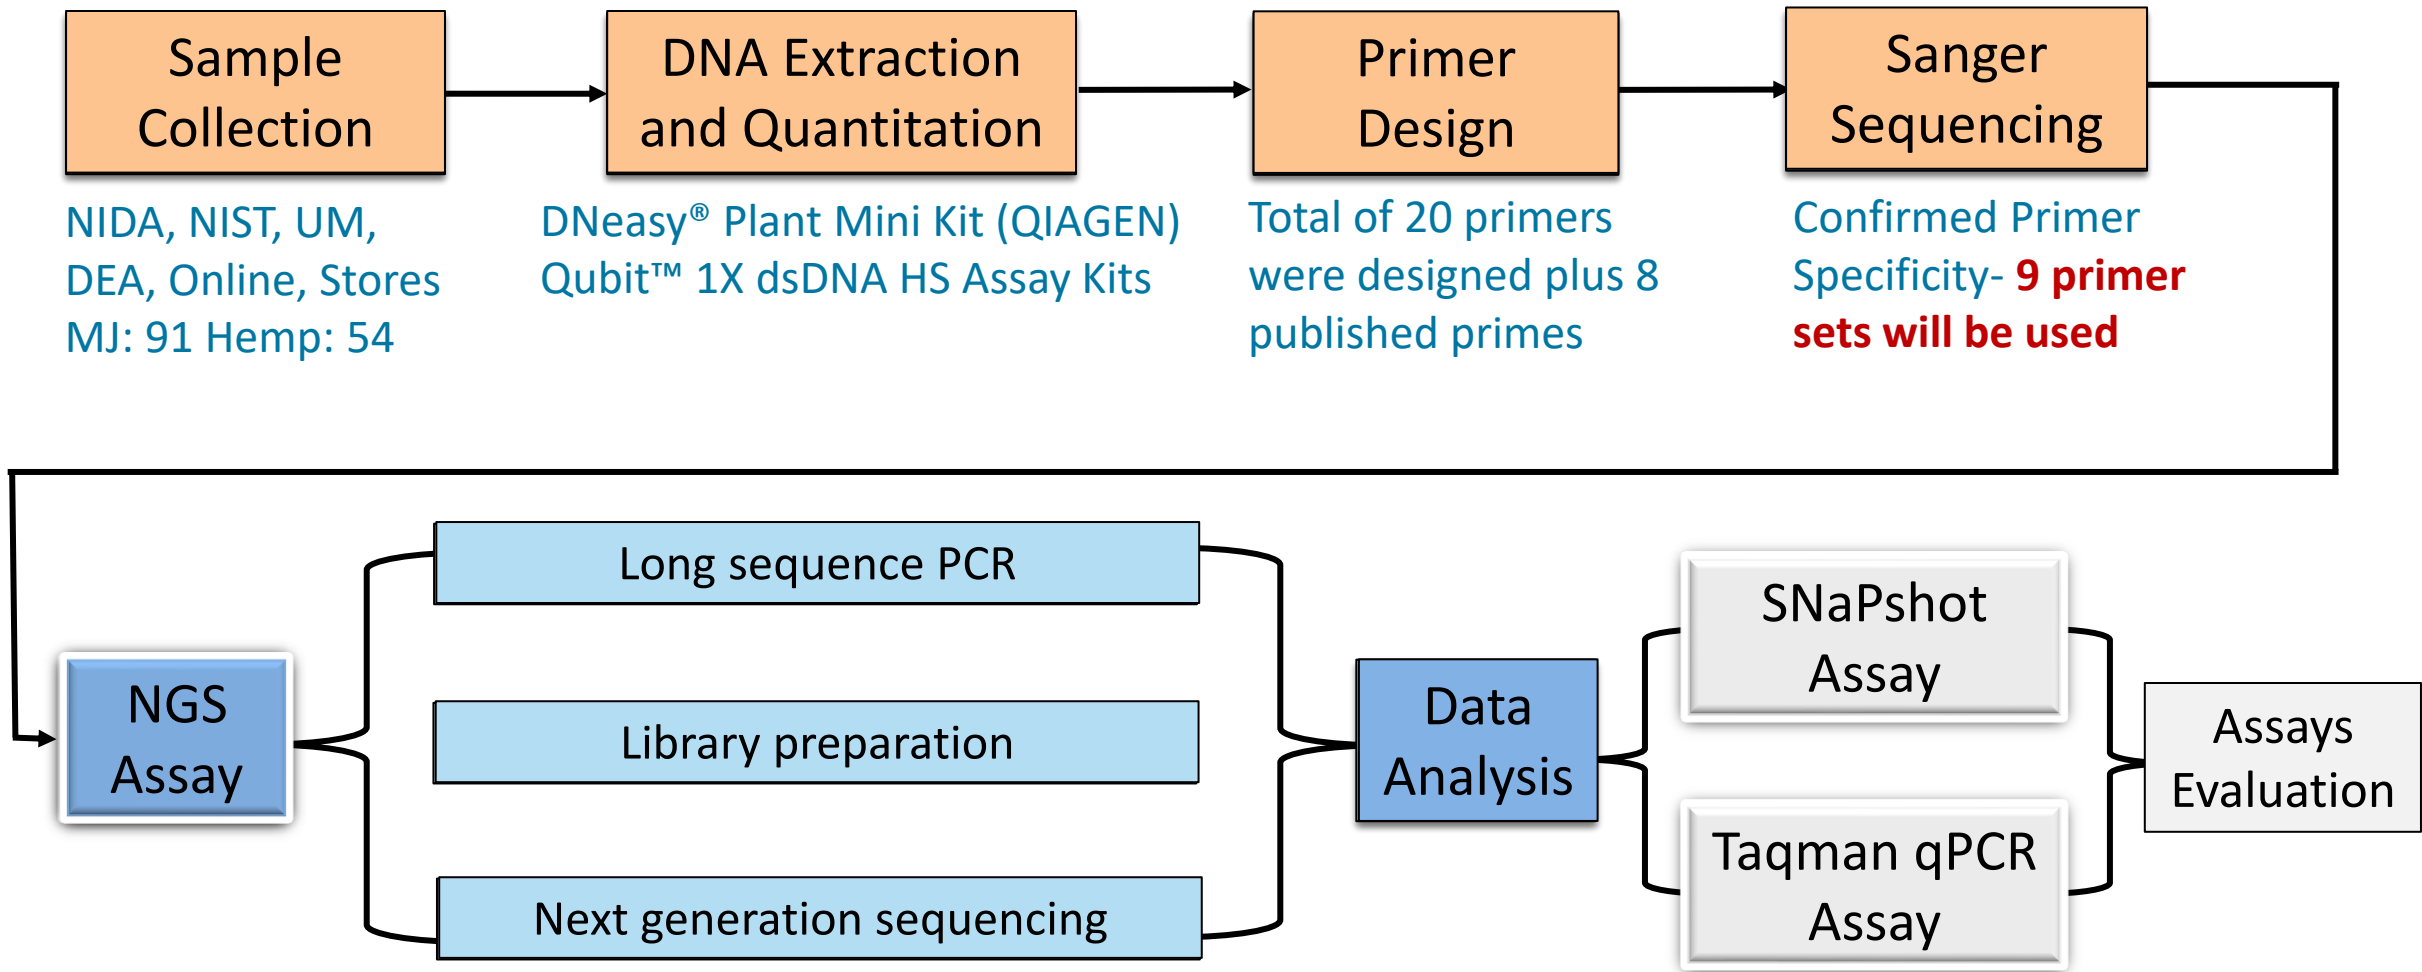 Sample
Collection
DNA Extraction
and Quantitation
Primer
Design
Sanger
Sequencing
NIDA, NIST, UM,
DEA, Online, Stores
MJ: 91 Hemp: 54
DNeasy® Plant Mini Kit (QIAGEN)
Qubit™ 1X dsDNA HS Assay Kits
Total of 20 primers
were designed plus 8
published primes
Confirmed Primer
Specificity- 9 primer
sets will be used
NGS
Assay
Long sequence PCR
Library preparation
Next generation sequencing
Data
Analysis
SNaPshot
Assay
Taqman qPCR
Assay
Assays
Evaluation